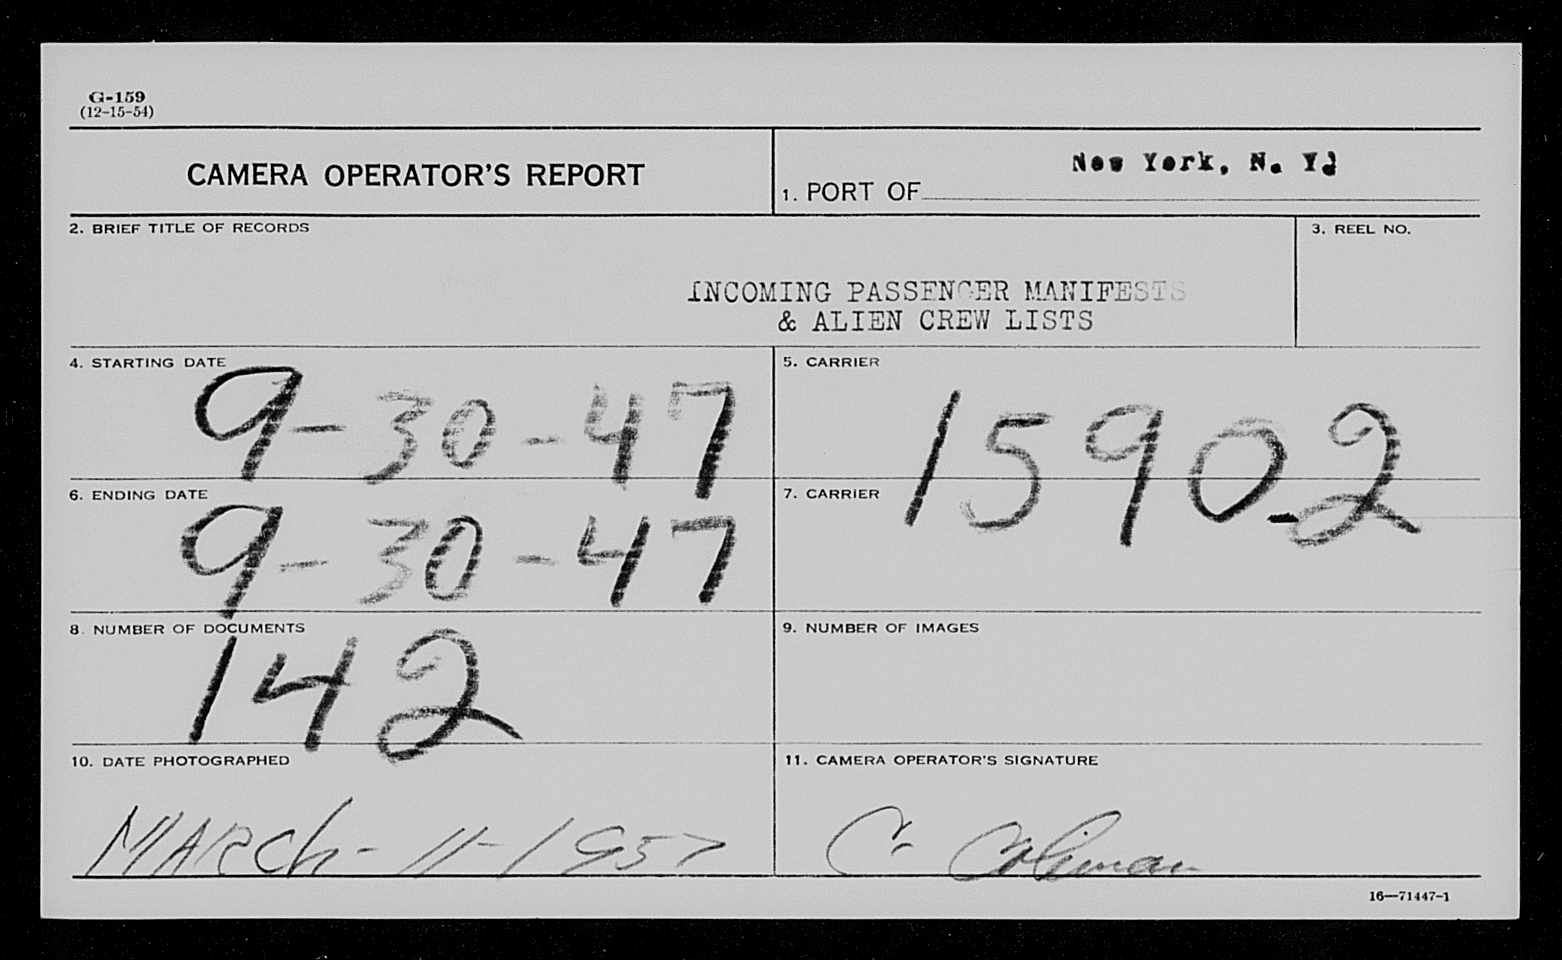 G-159
(12-15-54)
CAMERA OPERATOR'S REPORT
New York, N. Y.
1. PORT OF
2. BRIEF TITLE OF RECORDS
3. REEL NO.
INCOMING PASSENGER MANIFESTS
& ALIEN CREW LISTS
4. STARTING DATE
9-30-47
5. CARRIER
15902
6. ENDING DATE
9-30-47
7. CARRIER
8. NUMBER OF DOCUMENTS
142
9. NUMBER OF IMAGES
10. DATE PHOTOGRAPHED
MARCh-11-1957
11. CAMERA OPERATOR'S SIGNATURE
C. Coleman
16—71447-1